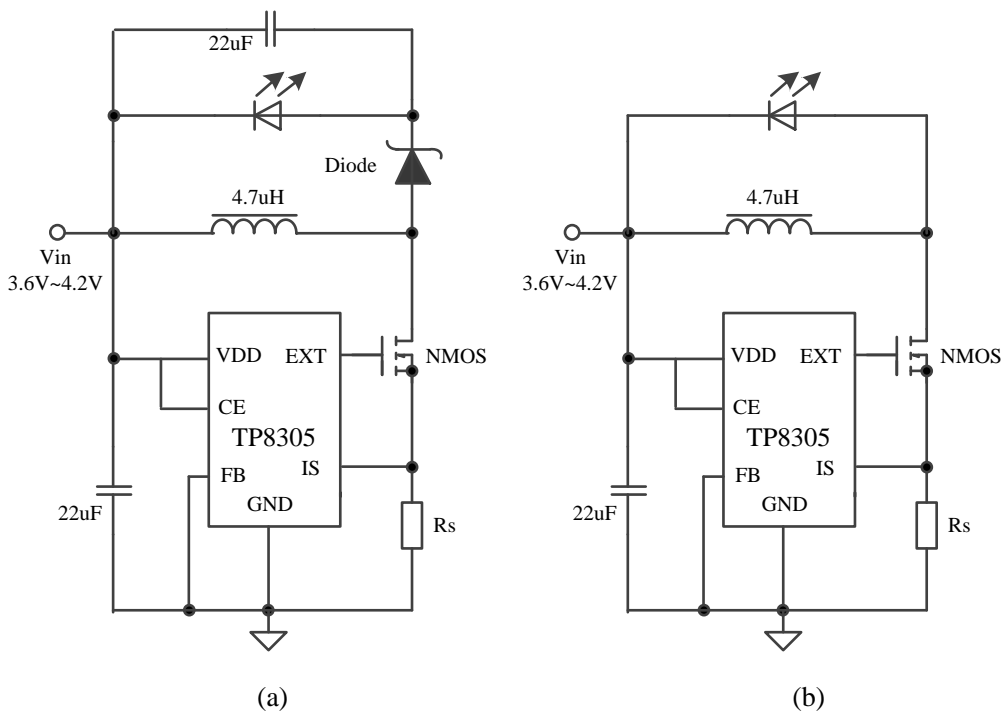 22uF
Diode
4.7uH
Vin
3.6V~4.2V
VDD
EXT
NMOS
CE
TP8305
FB
IS
GND
22uF
Rs
(a)
4.7uH
Vin
3.6V~4.2V
VDD
EXT
NMOS
CE
TP8305
FB
IS
GND
22uF
Rs
(b)